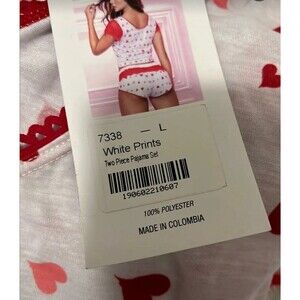 7338 — L
White Prints
Two Piece Pajama Set
190602210607
100% POLYESTER
MADE IN COLOMBIA